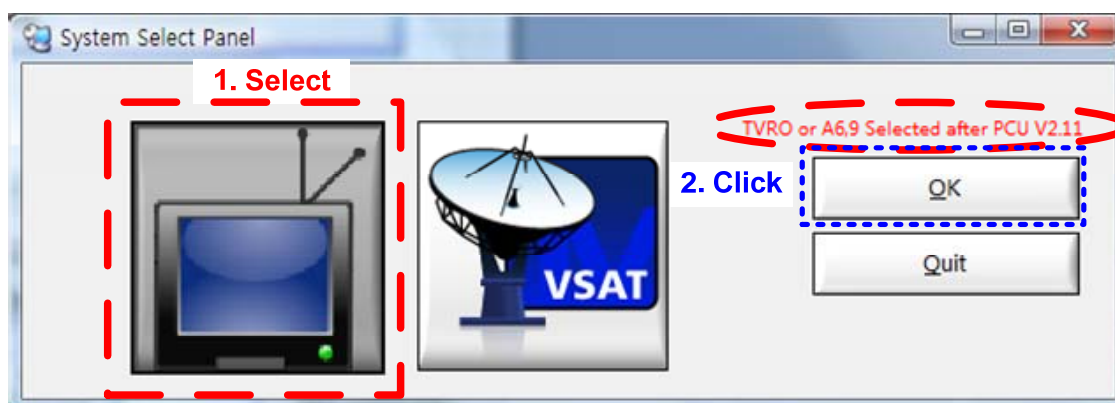 System Select Panel
1. Select
TVRO or A6,9 Selected after PCU V2.11
2. Click
OK
VSAT
Quit